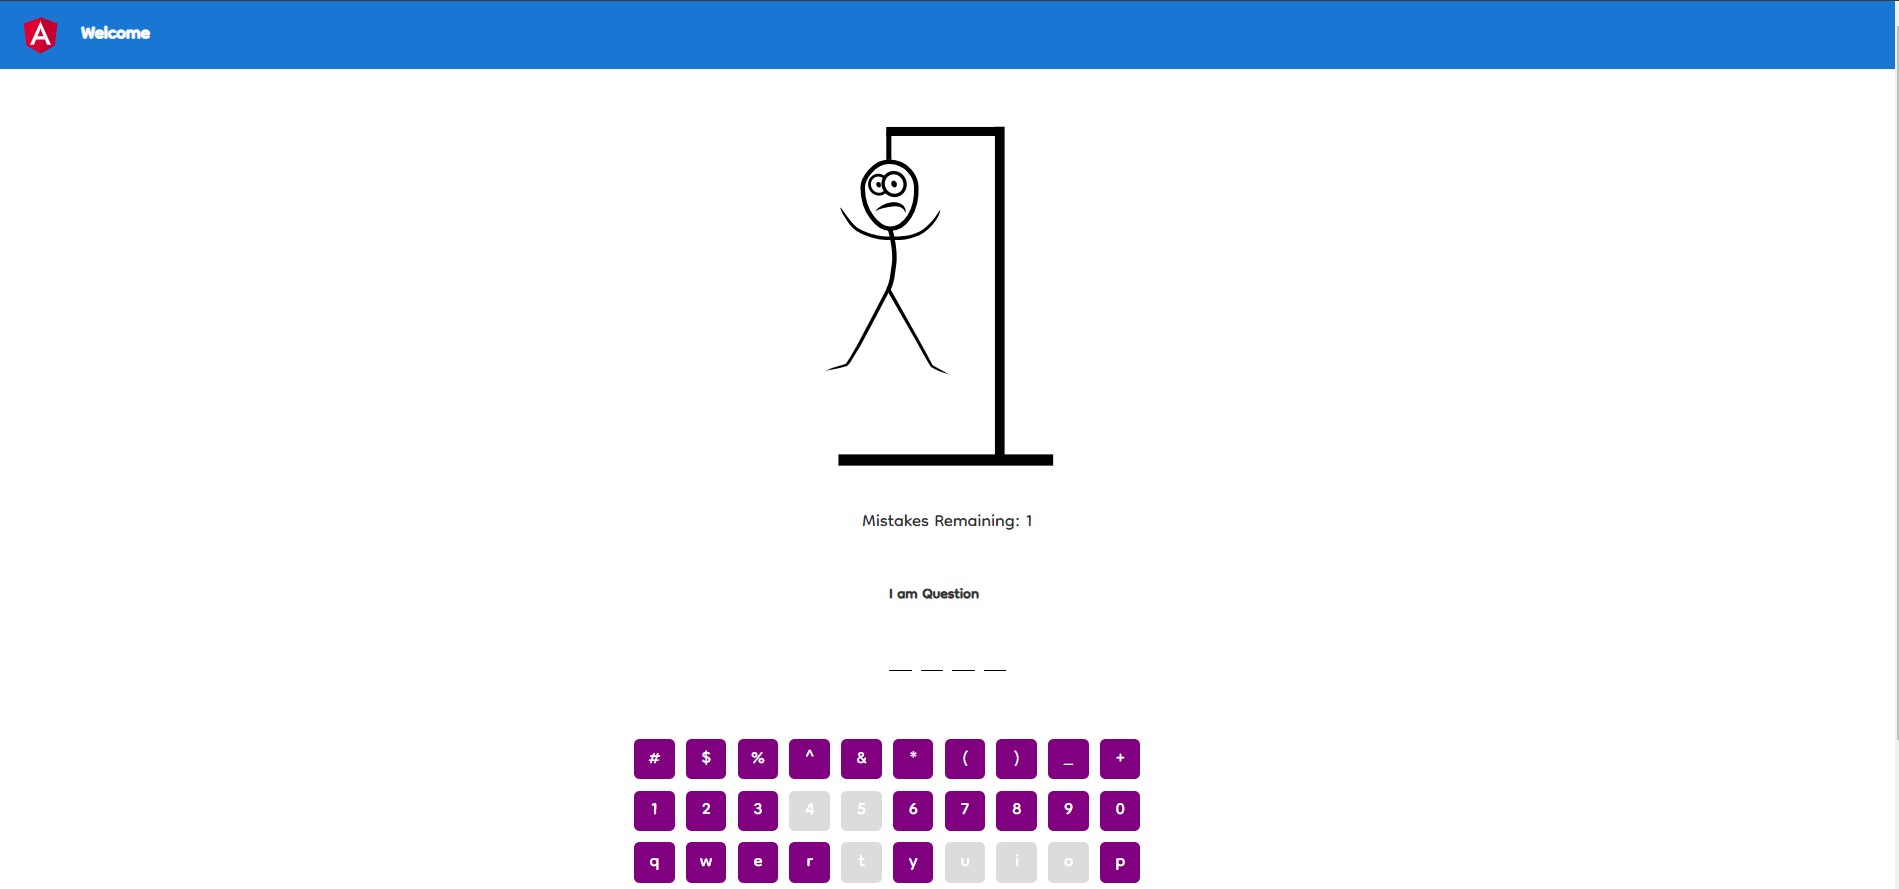 A Welcome
Mistakes Remaining: 1
I am Question
# $ % ^ & * ( ) _ +
1 2 3 4 5 6 7 8 9 0
q w e r t y u i o p